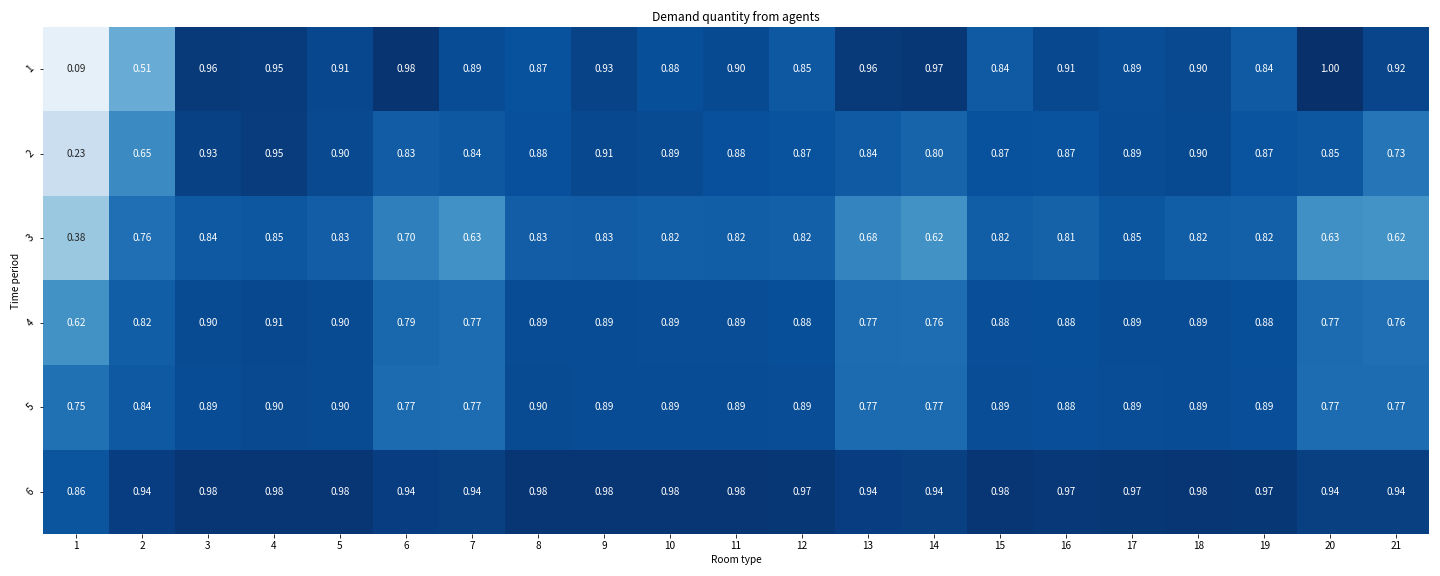 Demand quantity from agents
Time period
1 0.09 0.51 0.96 0.95 0.91 0.98 0.89 0.87 0.93 0.88 0.90 0.85 0.96 0.97 0.84 0.91 0.89 0.90 0.84 1.00 0.92
2 0.23 0.65 0.93 0.95 0.90 0.83 0.84 0.88 0.91 0.89 0.88 0.87 0.84 0.80 0.87 0.87 0.89 0.90 0.87 0.85 0.73
3 0.38 0.76 0.84 0.85 0.83 0.70 0.63 0.83 0.83 0.82 0.82 0.82 0.68 0.62 0.82 0.81 0.85 0.82 0.82 0.63 0.62
4 0.62 0.82 0.90 0.91 0.90 0.79 0.77 0.89 0.89 0.89 0.89 0.88 0.77 0.76 0.88 0.88 0.89 0.89 0.88 0.77 0.76
5 0.75 0.84 0.89 0.90 0.90 0.77 0.77 0.90 0.89 0.89 0.89 0.89 0.77 0.77 0.89 0.88 0.89 0.89 0.89 0.77 0.77
6 0.86 0.94 0.98 0.98 0.98 0.94 0.94 0.98 0.98 0.98 0.98 0.97 0.94 0.94 0.98 0.97 0.97 0.98 0.97 0.94 0.94
1 2 3 4 5 6 7 8 9 10 11 12 13 14 15 16 17 18 19 20 21
Room type